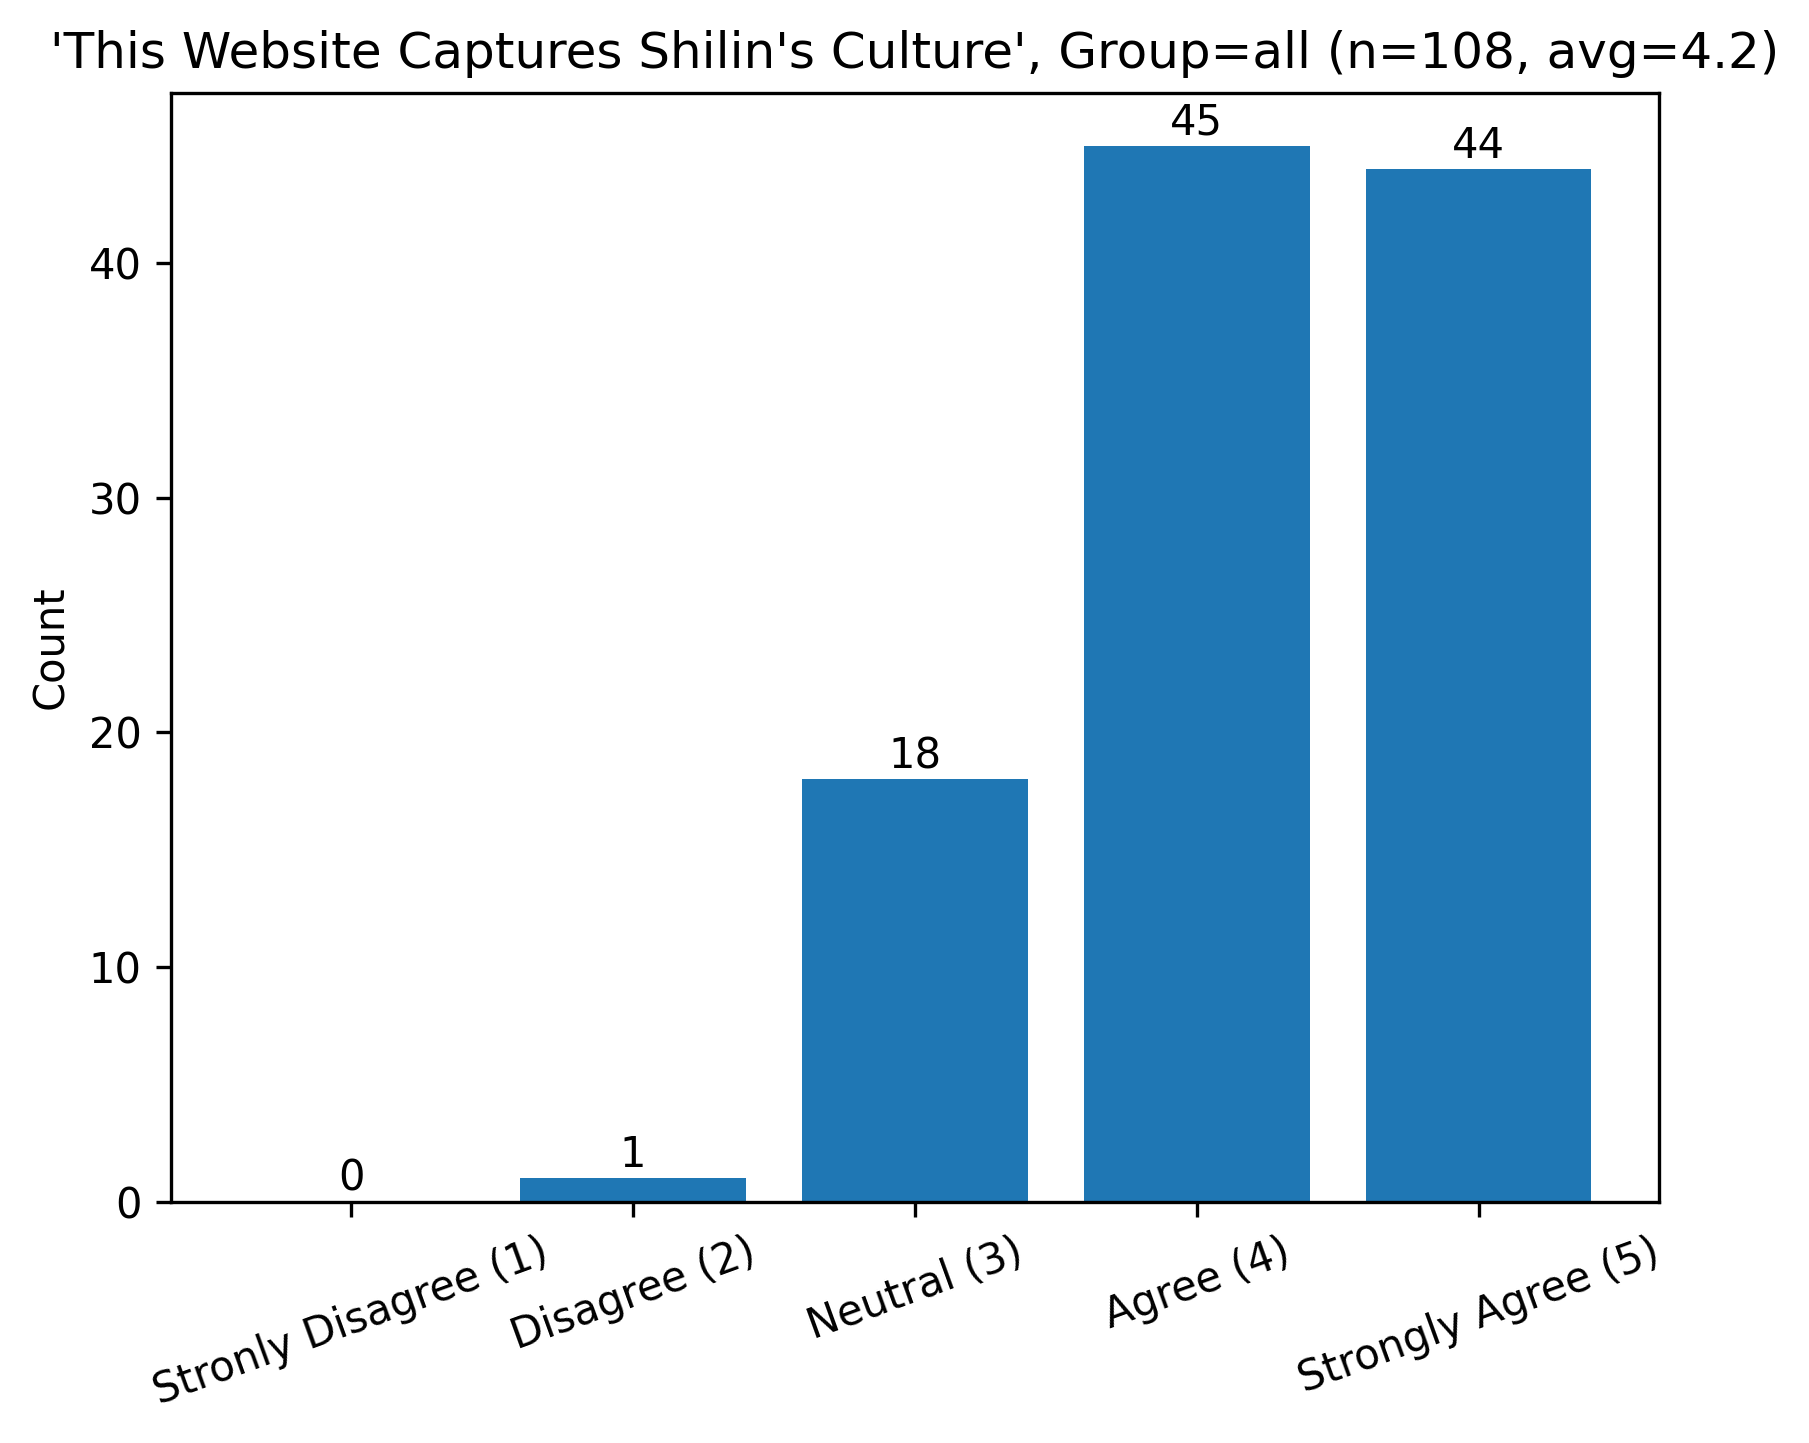 'This Website Captures Shilin's Culture', Group=all (n=108, avg=4.2)
45
44
40
30
Count
20
18
10
1
0
0
Stronly Disagree (1)
Disagree (2)
Neutral (3)
Agree (4)
Strongly Agree (5)